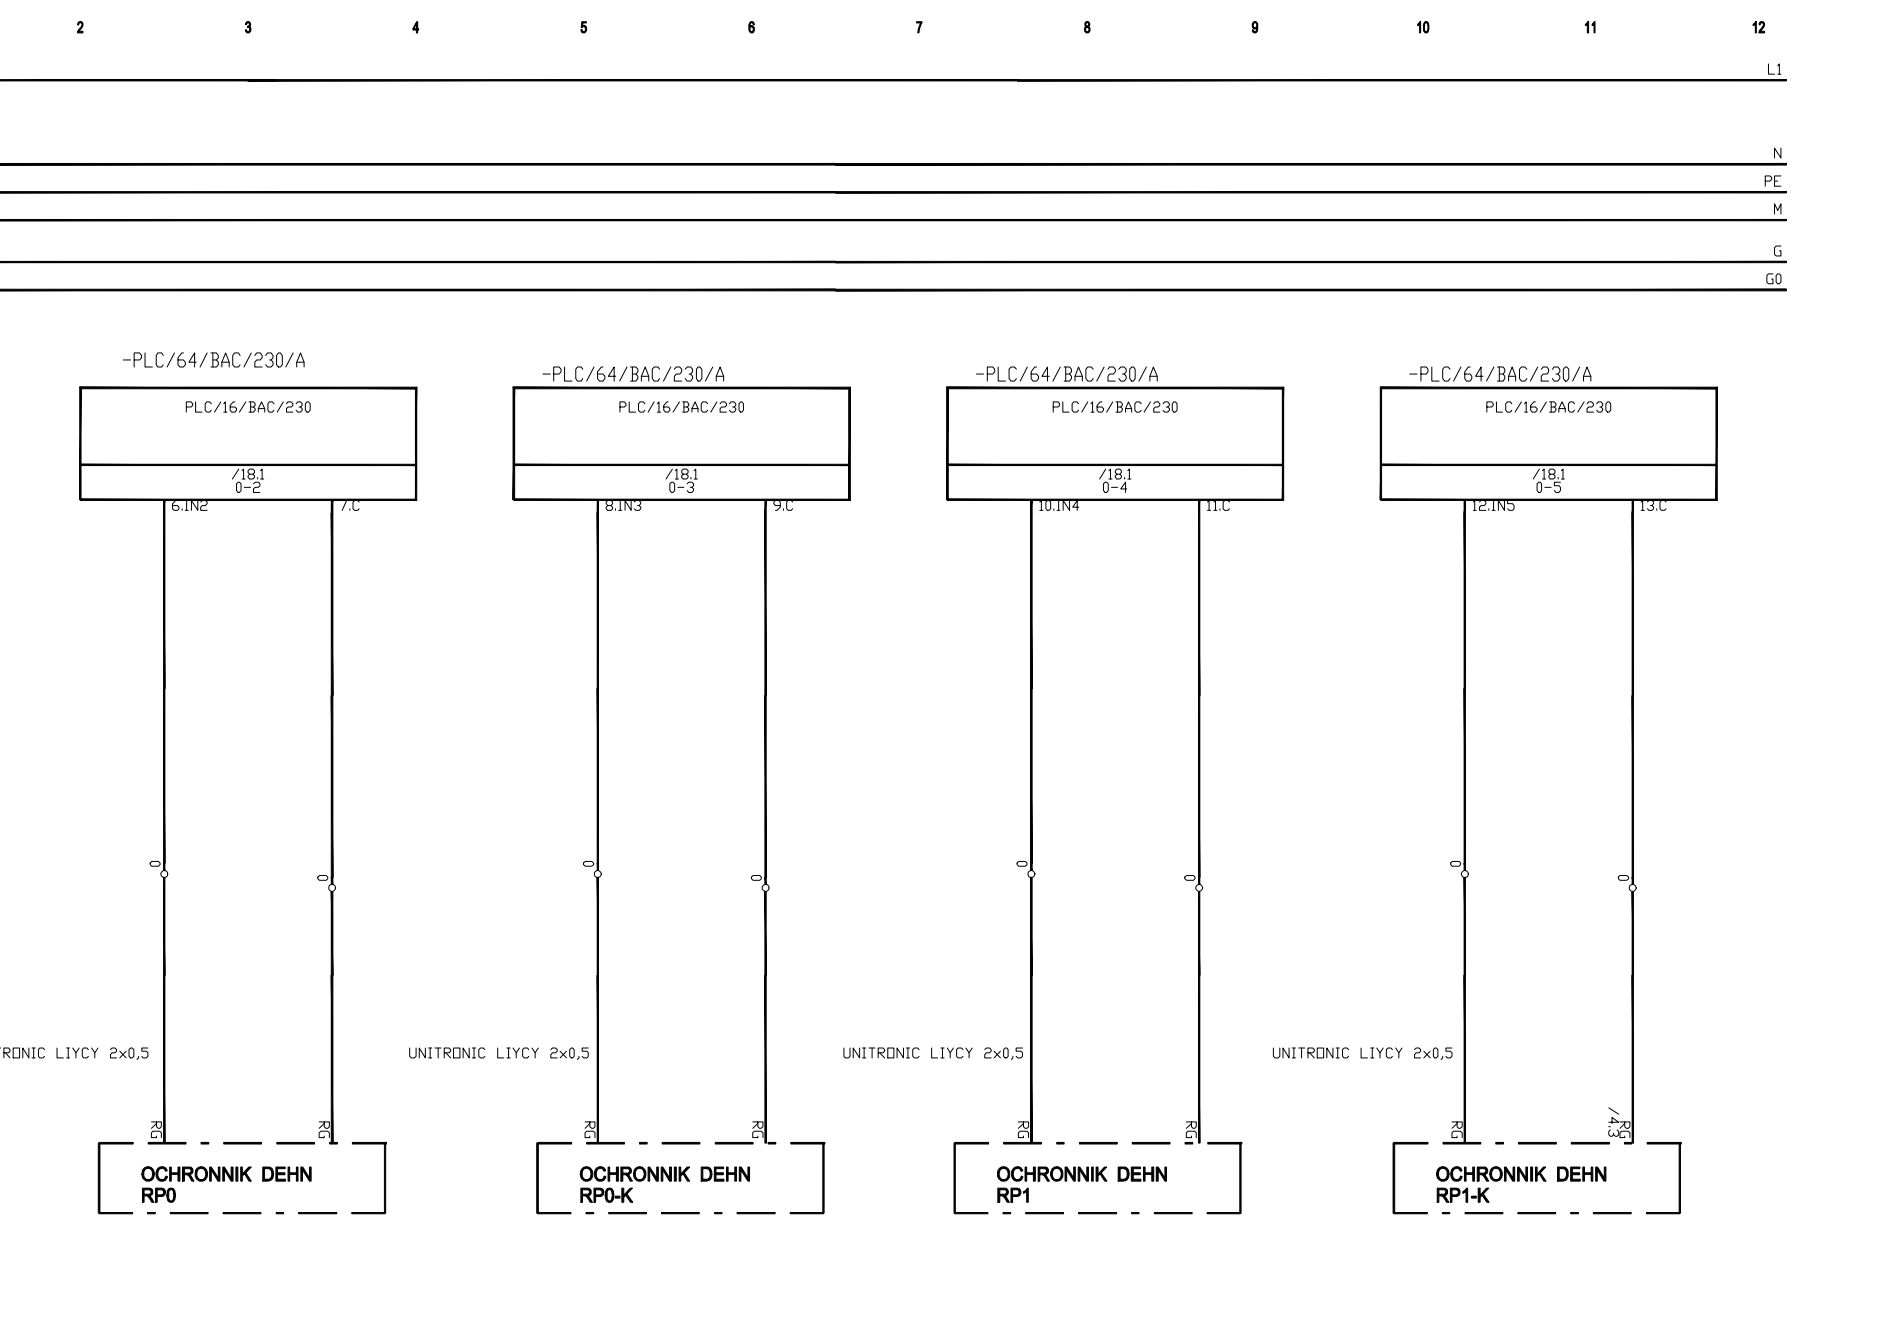 2 3 4 5 6 7 8 9 10 11 12
L1
N
PE
M
G
G0
-PLC/64/BAC/230/A
-PLC/64/BAC/230/A
-PLC/64/BAC/230/A
-PLC/64/BAC/230/A
PLC/16/BAC/230
PLC/16/BAC/230
PLC/16/BAC/230
PLC/16/BAC/230
/18.1
0-2
/18.1
0-3
/18.1
0-4
/18.1
0-5
6.IN2 7.C
8.IN3 9.C
10.IN4 11.C
12.IN5 13.C
0 0
0 0
0 0
0 0
TRONIC LIYCY 2x0,5
UNITRONIC LIYCY 2x0,5
UNITRONIC LIYCY 2x0,5
UNITRONIC LIYCY 2x0,5
RG RG
RG RG
RG RG
RG /4.3 RG
OCHRONNIK DEHN
RP0
OCHRONNIK DEHN
RP0-K
OCHRONNIK DEHN
RP1
OCHRONNIK DEHN
RP1-K